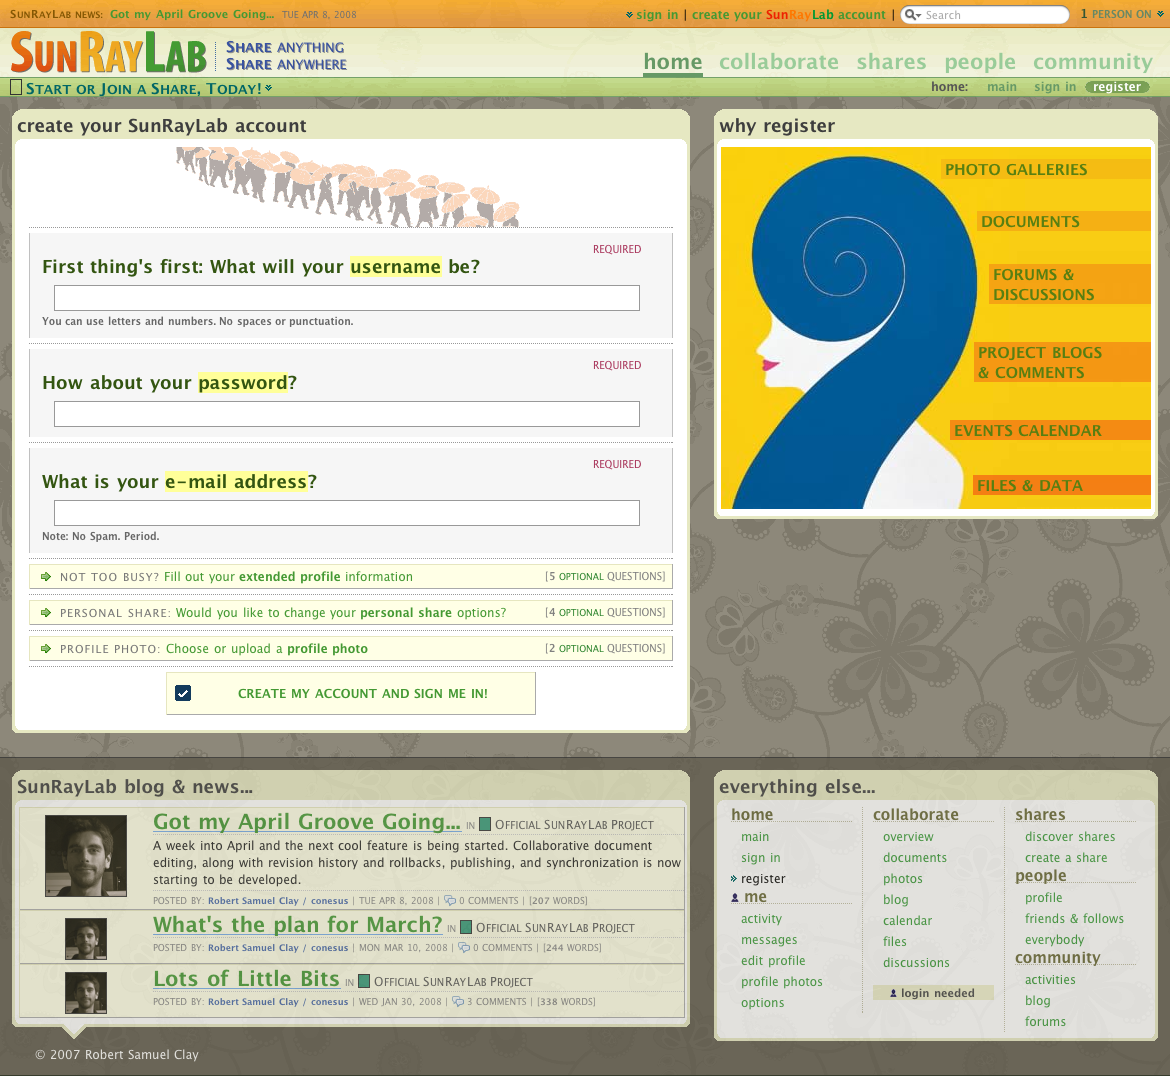 SunRayLab News: Got my April Groove Going... TUE APR 8, 2008
sign in | create your SunRayLab account | Search 1 PERSON ON
SunRayLab
Share anything
Share anywhere
home collaborate shares people community
Start or Join a Share, Today!
home: main sign in register
create your SunRayLab account
REQUIRED
First thing's first: What will your username be?
You can use letters and numbers. No spaces or punctuation.
REQUIRED
How about your password?
REQUIRED
What is your e-mail address?
Note: No Spam. Period.
NOT TOO BUSY? Fill out your extended profile information [5 OPTIONAL QUESTIONS]
PERSONAL SHARE: Would you like to change your personal share options? [4 OPTIONAL QUESTIONS]
PROFILE PHOTO: Choose or upload a profile photo [2 OPTIONAL QUESTIONS]
CREATE MY ACCOUNT AND SIGN ME IN!
why register
PHOTO GALLERIES
DOCUMENTS
FORUMS &
DISCUSSIONS
PROJECT BLOGS
& COMMENTS
EVENTS CALENDAR
FILES & DATA
SunRayLab blog & news...
Got my April Groove Going... IN Official SunRayLab Project
A week into April and the next cool feature is being started. Collaborative document
editing, along with revision history and rollbacks, publishing, and synchronization is now
starting to be developed.
POSTED BY: Robert Samuel Clay / conesus | TUE APR 8, 2008 | 0 COMMENTS | [207 WORDS]
What's the plan for March? IN Official SunRayLab Project
POSTED BY: Robert Samuel Clay / conesus | MON MAR 10, 2008 | 0 COMMENTS | [244 WORDS]
Lots of Little Bits IN Official SunRayLab Project
POSTED BY: Robert Samuel Clay / conesus | WED JAN 30, 2008 | 3 COMMENTS | [338 WORDS]
everything else...
home
main
sign in
register
me
activity
messages
edit profile
profile photos
options
collaborate
overview
documents
photos
blog
calendar
files
discussions
login needed
shares
discover shares
create a share
people
profile
friends & follows
everybody
community
activities
blog
forums
© 2007 Robert Samuel Clay